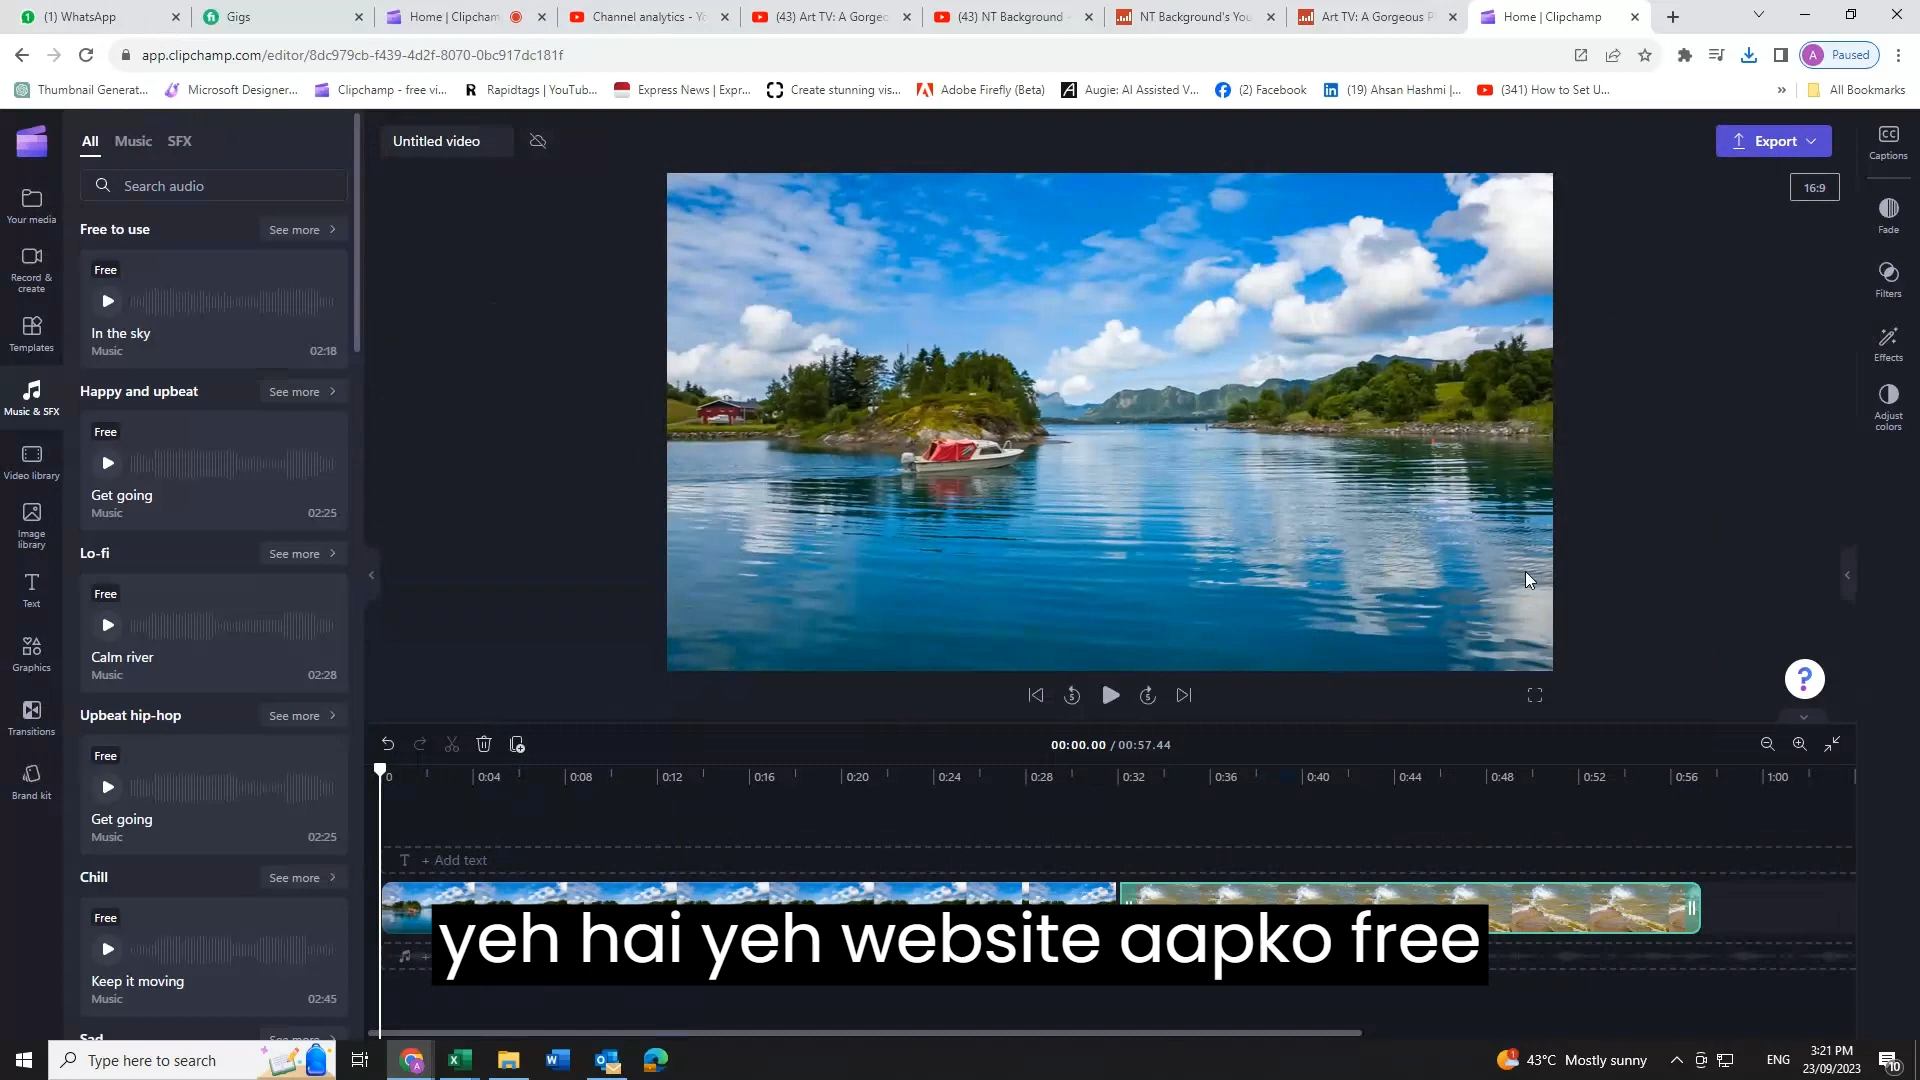 (1) WhatsApp
Gigs
Home | Clipcham
Channel analytics - Yo
(43) Art TV: A Gorgeo
(43) NT Background -
NT Background's You
Art TV: A Gorgeous P
Home | Clipchamp
app.clipchamp.com/editor/8dc979cb-f439-4d2f-8070-0bc917dc181f
A Paused
Thumbnail Generat...
Microsoft Designer...
Clipchamp - free vi...
R Rapidtags | YouTub...
Express News | Expr...
Create stunning vis...
Adobe Firefly (Beta)
Augie: AI Assisted V...
(2) Facebook
(19) Ahsan Hashmi |...
(341) How to Set U...
» All Bookmarks
All Music SFX
Untitled video
Export
CC
Captions
Search audio
16:9
Your media
Free to use
See more
Fade
Record & create
Free
In the sky
Music 02:18
Filters
Templates
Effects
Happy and upbeat
See more
Music & SFX
Adjust colors
Free
Get going
Music 02:25
Video library
Image library
Lo-fi
See more
Text
Free
Calm river
Music 02:28
Graphics
5
5
?
Upbeat hip-hop
See more
Transitions
00:00.00 / 00:57.44
Free
Brand kit
0 0:04 0:08 0:12 0:16 0:20 0:24 0:28 0:32 0:36 0:40 0:44 0:48 0:52 0:56 1:00
Get going
Music 02:25
T + Add text
Chill
See more
Free
yeh hai yeh website aapko free
Keep it moving
Music 02:45
Sad
See more
Type here to search
43°C Mostly sunny
ENG
3:21 PM
23/09/2023
10